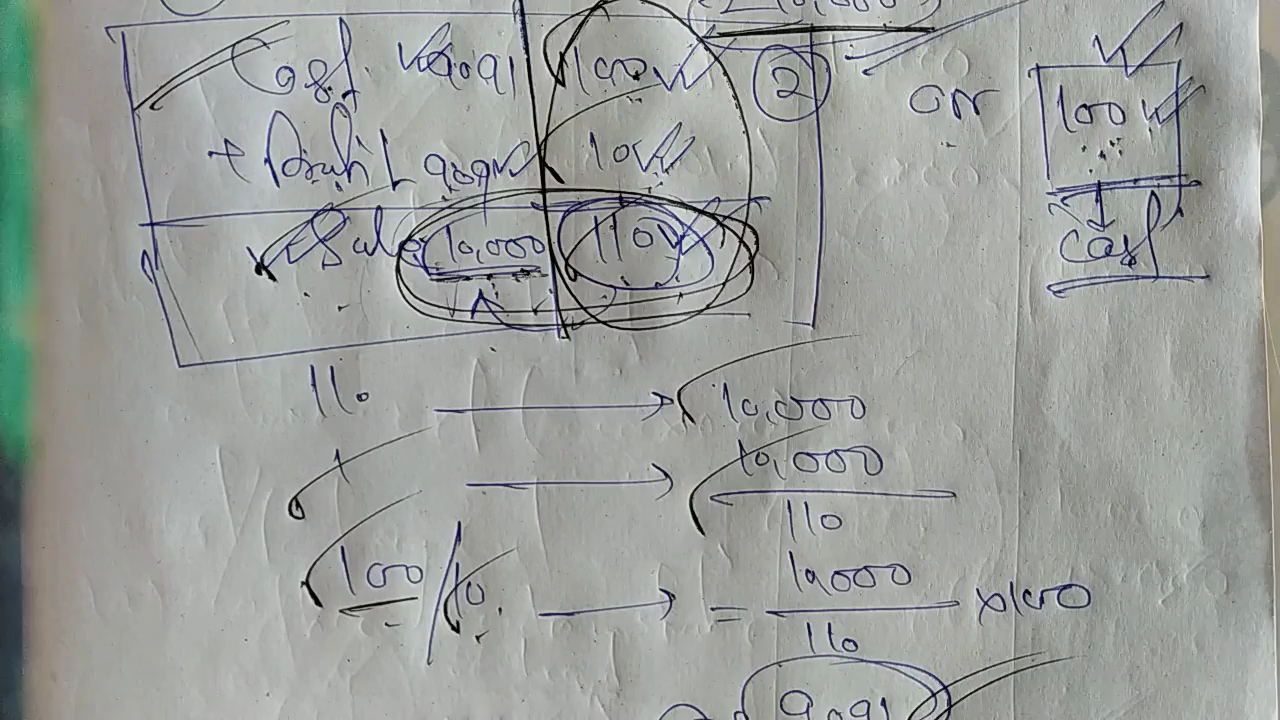 Cost 9091 100 2 or 100
+ Profit 909 10
Sale 10,000 110 Cost
110 → 10,000
1 → 10,000
110
100 / 10 → = 10,000 × 100
110
9091